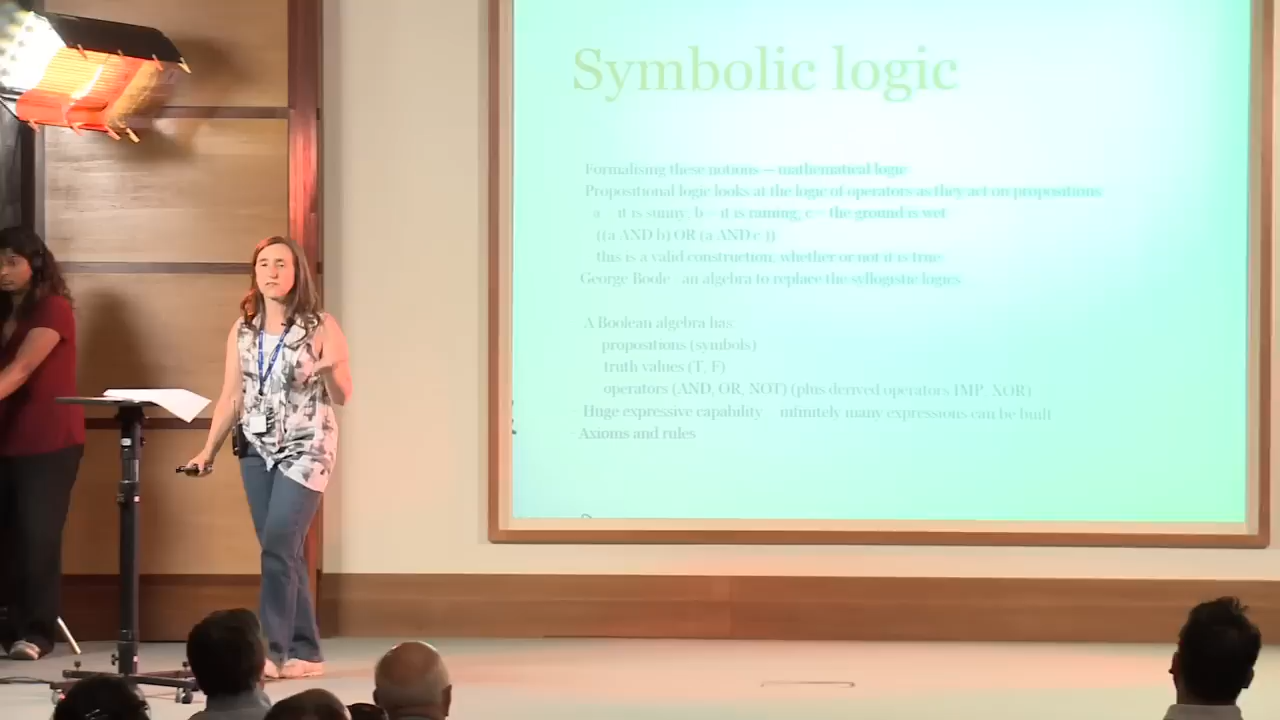 Symbolic logic
Formalising these notions – mathematical logic
Propositional logic looks at the logic of operators as they act on propositions
a it is sunny; b it is raining; c the ground is wet
((a AND b) OR (a AND c ))
this is a valid construction, whether or not it is true
George Boole an algebra to replace the syllogistic logics
A Boolean algebra has:
propositions (symbols)
truth values (T, F)
operators (AND, OR, NOT) (plus derived operators IMP, XOR)
Huge expressive capability infinitely many expressions can be built
Axioms and rules